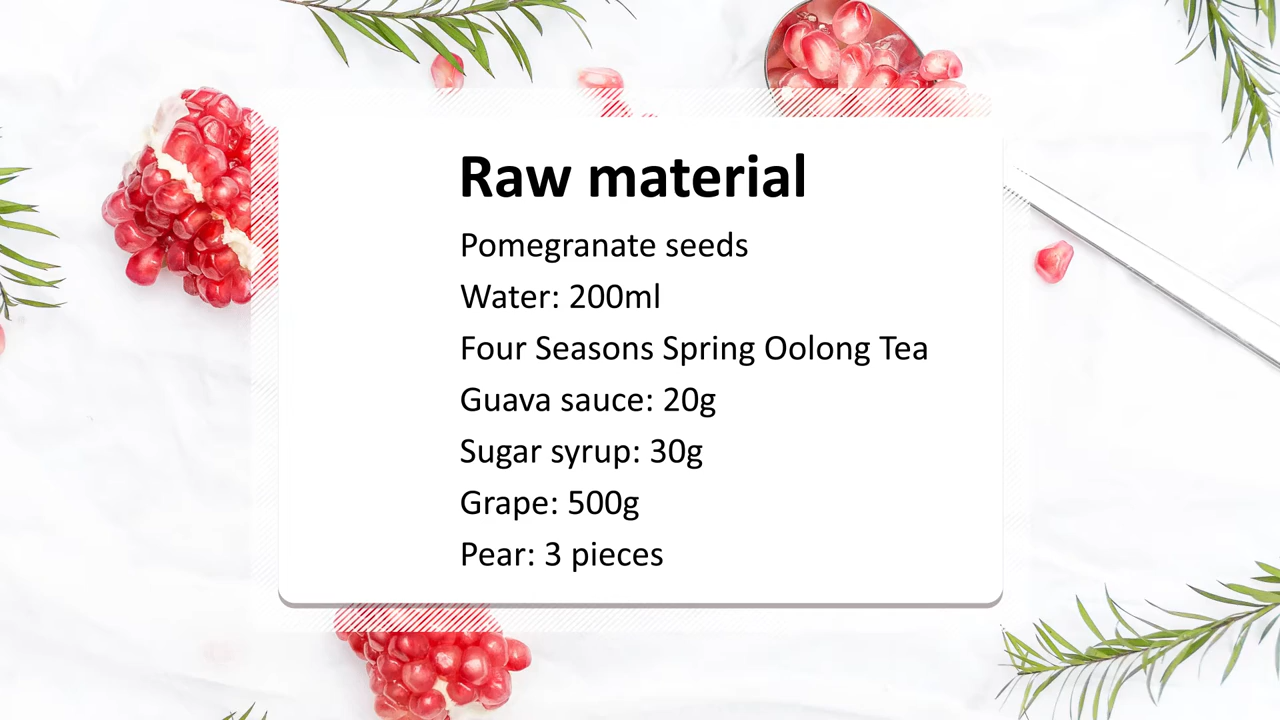 Raw material
Pomegranate seeds
Water: 200ml
Four Seasons Spring Oolong Tea
Guava sauce: 20g
Sugar syrup: 30g
Grape: 500g
Pear: 3 pieces